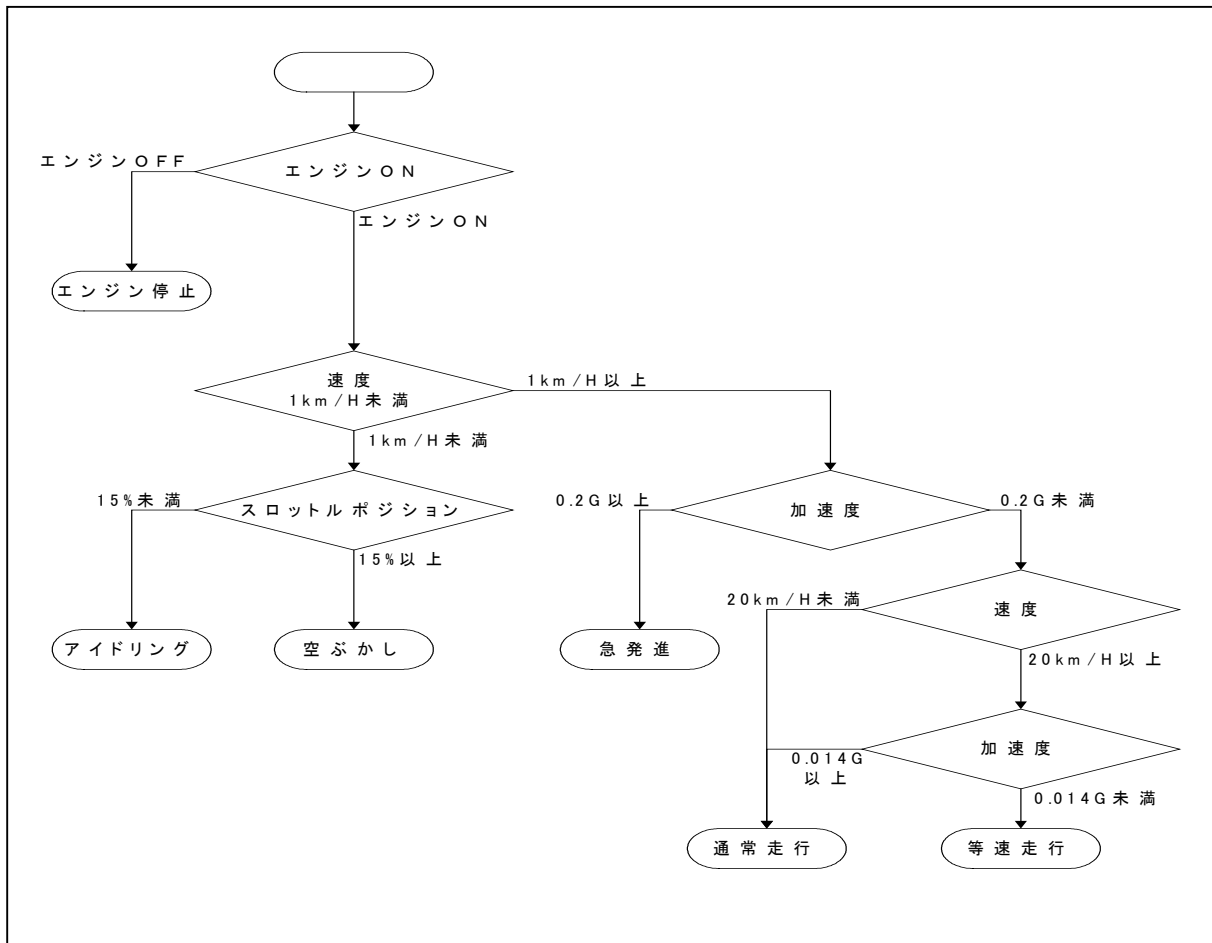 エンジンOFF
エンジンON
エンジンON
エンジン停止
速度
1km/H未満
1km/H以上
1km/H未満
15%未満
スロットルポジション
15%以上
アイドリング
空ぶかし
0.2G以上
加速度
0.2G未満
急発進
20km/H未満
速度
20km/H以上
加速度
0.014G
以上
0.014G未満
通常走行
等速走行